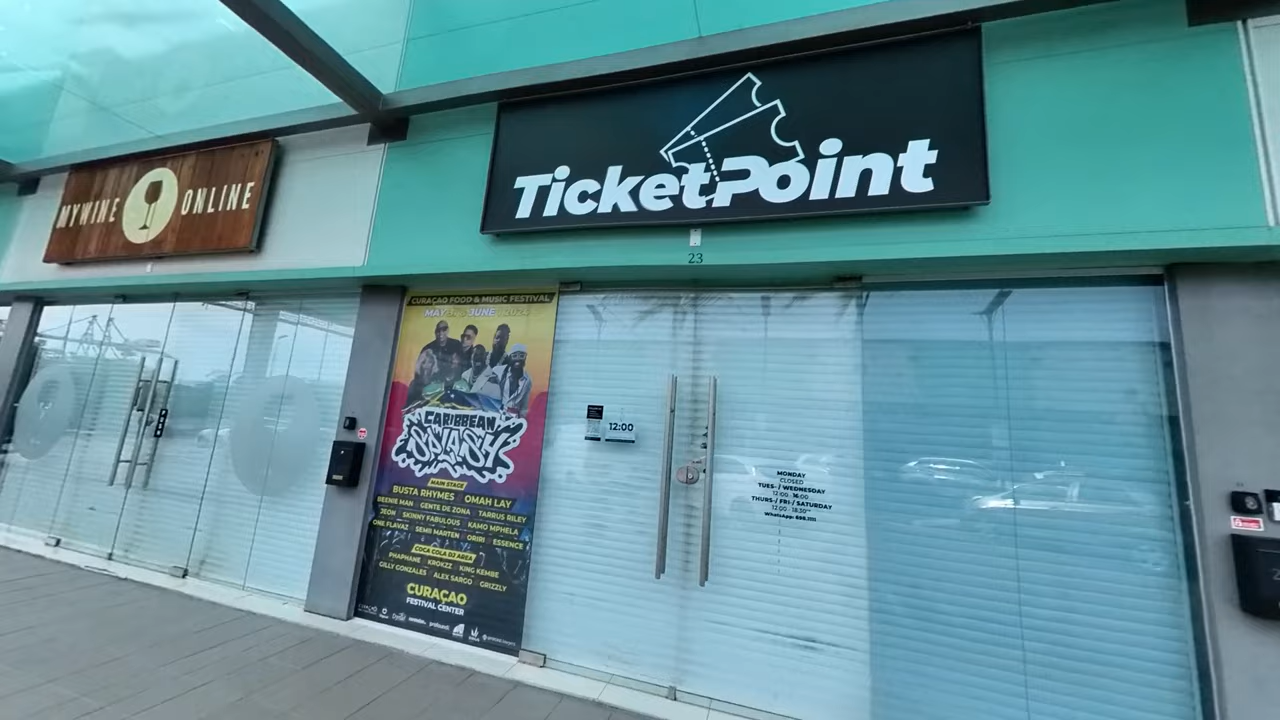 MYWINE ONLINE
TicketPoint
23
CURAÇAO FOOD & MUSIC FESTIVAL
CARIBBEAN
SPLASH
MAIN STAGE
BUSTA RHYMES OMAH LAY
BEENIE MAN GENTE DE ZONA TARRUS RILEY
JEON SKINNY FABULOUS KAMO MPHELA
ONE FLAVAZ SEMII MARTEN ORIRI ESSENCE
COCA COLA DJ AREA
PHAPHANE KROKZZ KING KEMBE
GILLY GONZALES ALEX SARGO GRIZZLY
CURAÇAO
FESTIVAL CENTER
12:00
MONDAY
CLOSED
TUES-/ WEDNESDAY
12:00 - 16:00
THURS-/ FRI-/ SATURDAY
12:00 - 18:30